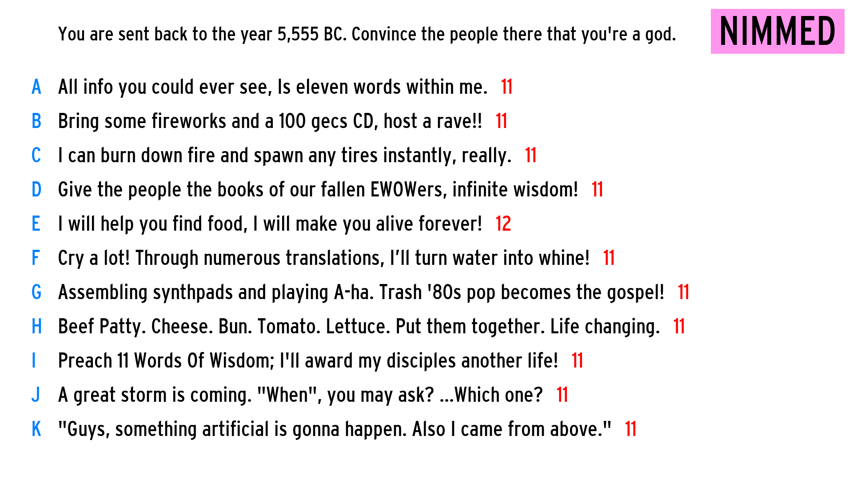 You are sent back to the year 5,555 BC. Convince the people there that you're a god.
NIMMED
A All info you could ever see, Is eleven words within me. 11
B Bring some fireworks and a 100 gecs CD, host a rave!! 11
C I can burn down fire and spawn any tires instantly, really. 11
D Give the people the books of our fallen EWOWers, infinite wisdom! 11
E I will help you find food, I will make you alive forever! 12
F Cry a lot! Through numerous translations, I’ll turn water into whine! 11
G Assembling synthpads and playing A-ha. Trash '80s pop becomes the gospel! 11
H Beef Patty. Cheese. Bun. Tomato. Lettuce. Put them together. Life changing. 11
I Preach 11 Words Of Wisdom; I'll award my disciples another life! 11
J A great storm is coming. "When", you may ask? ...Which one? 11
K "Guys, something artificial is gonna happen. Also I came from above." 11